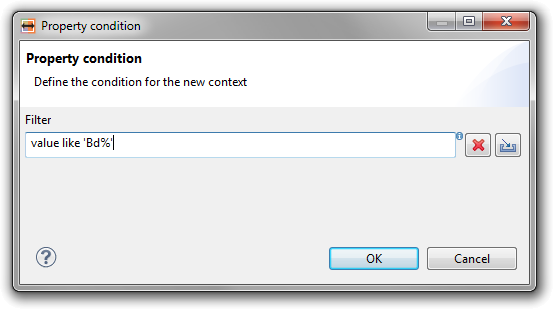 Property condition
Property condition
Define the condition for the new context
Filter
value like 'Bd%'
OK
Cancel